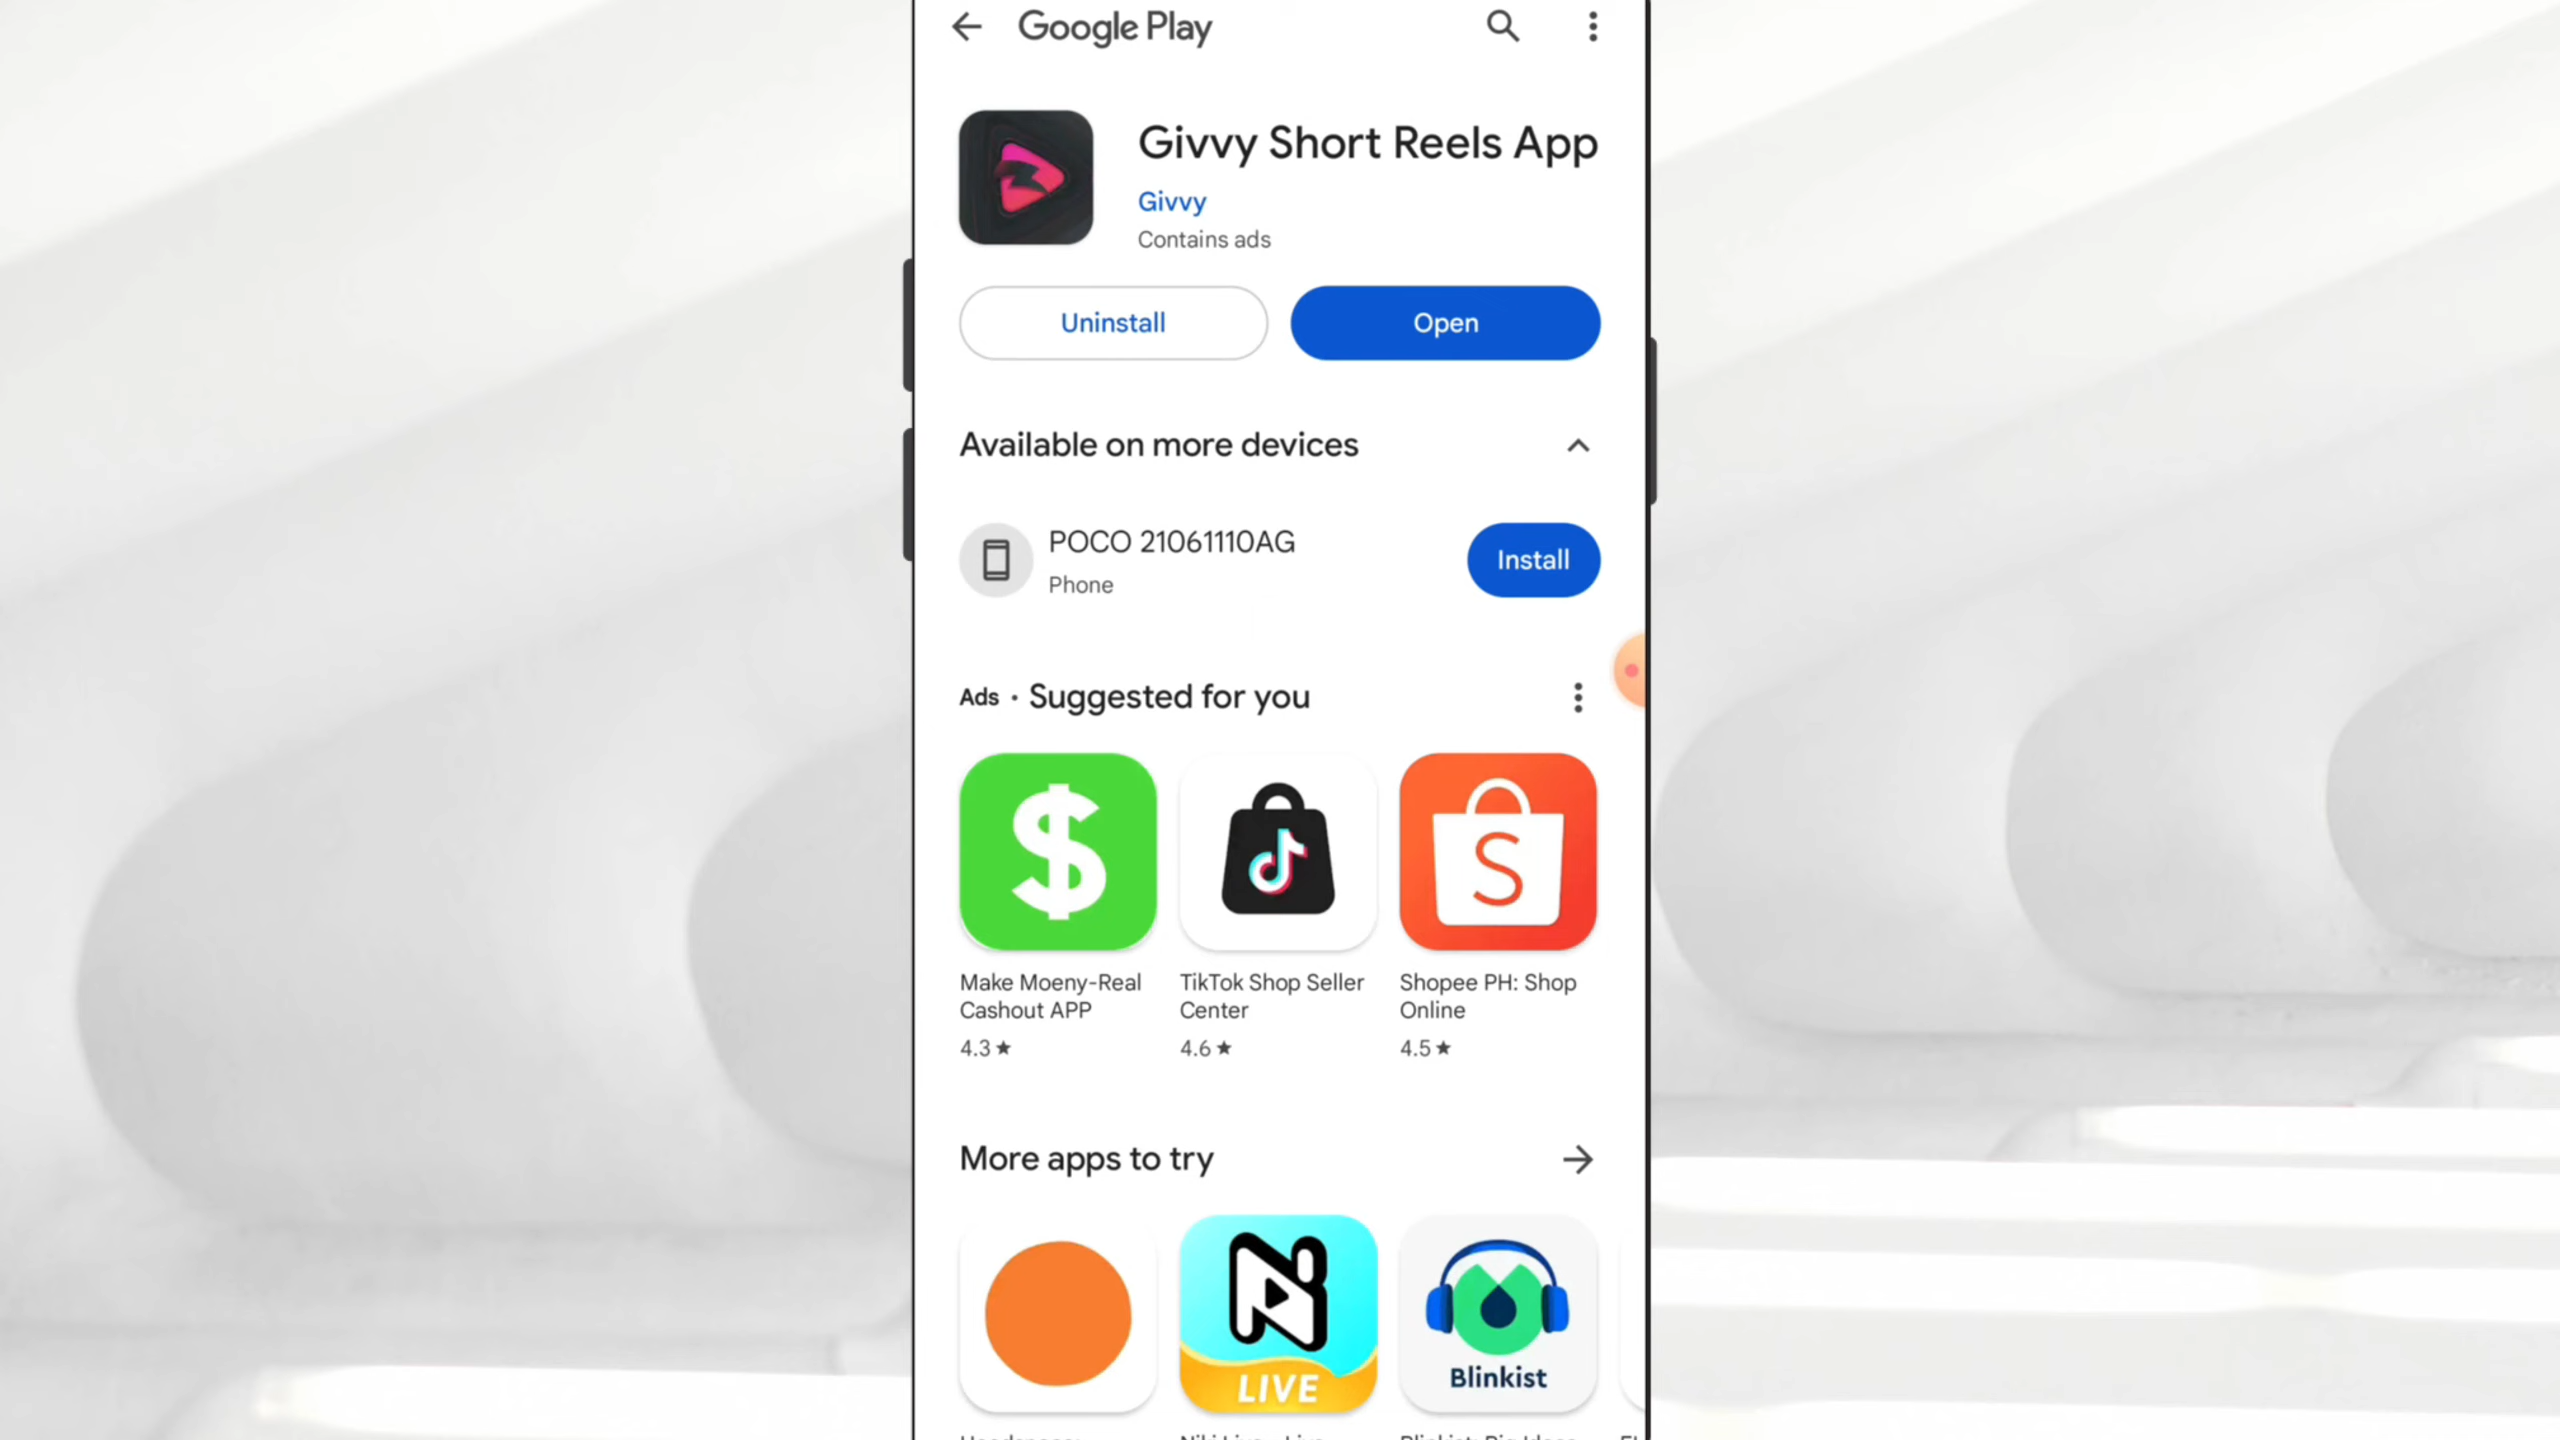 Google Play
Givvy Short Reels App
Givvy
Contains ads
Uninstall
Open
Available on more devices
POCO 21061110AG
Phone
Install
Ads • Suggested for you
Make Moeny-Real
Cashout APP
4.3★
TikTok Shop Seller
Center
4.6★
Shopee PH: Shop
Online
4.5★
More apps to try
LIVE
Blinkist